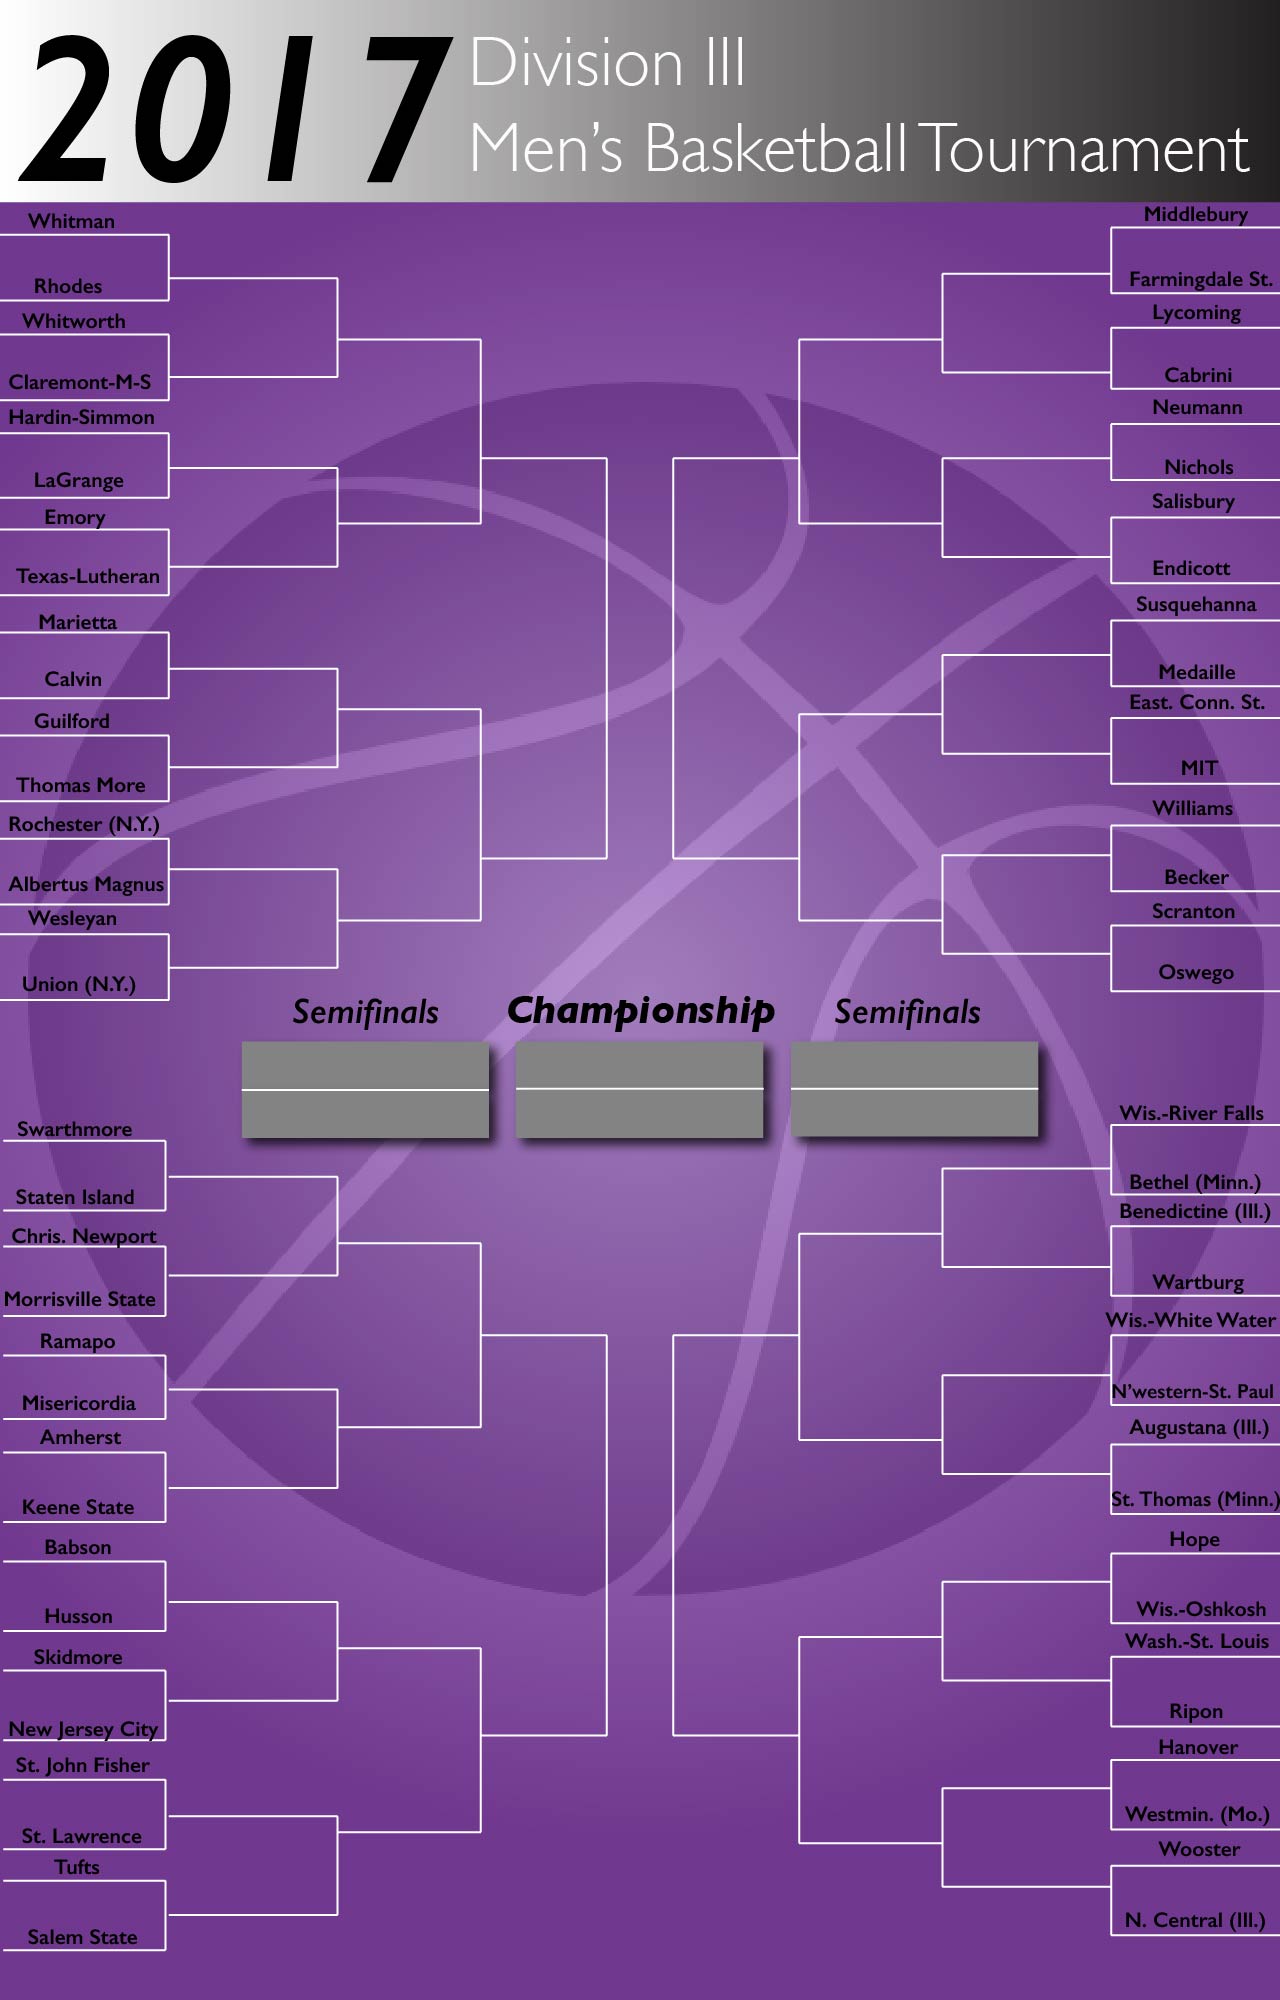 2017
Division III
Men's Basketball Tournament
Whitman
Rhodes
Whitworth
Claremont-M-S
Hardin-Simmon
LaGrange
Emory
Texas-Lutheran
Marietta
Calvin
Guilford
Thomas More
Rochester (N.Y.)
Albertus Magnus
Wesleyan
Union (N.Y.)
Middlebury
Farmingdale St.
Lycoming
Cabrini
Neumann
Nichols
Salisbury
Endicott
Susquehanna
Medaille
East. Conn. St.
MIT
Williams
Becker
Scranton
Oswego
Semifinals
Championship
Semifinals
Swarthmore
Staten Island
Chris. Newport
Morrisville State
Ramapo
Misericordia
Amherst
Keene State
Babson
Husson
Skidmore
New Jersey City
St. John Fisher
St. Lawrence
Tufts
Salem State
Wis.-River Falls
Bethel (Minn.)
Benedictine (Ill.)
Wartburg
Wis.-White Water
N'western-St. Paul
Augustana (Ill.)
St. Thomas (Minn.)
Hope
Wis.-Oshkosh
Wash.-St. Louis
Ripon
Hanover
Westmin. (Mo.)
Wooster
N. Central (Ill.)